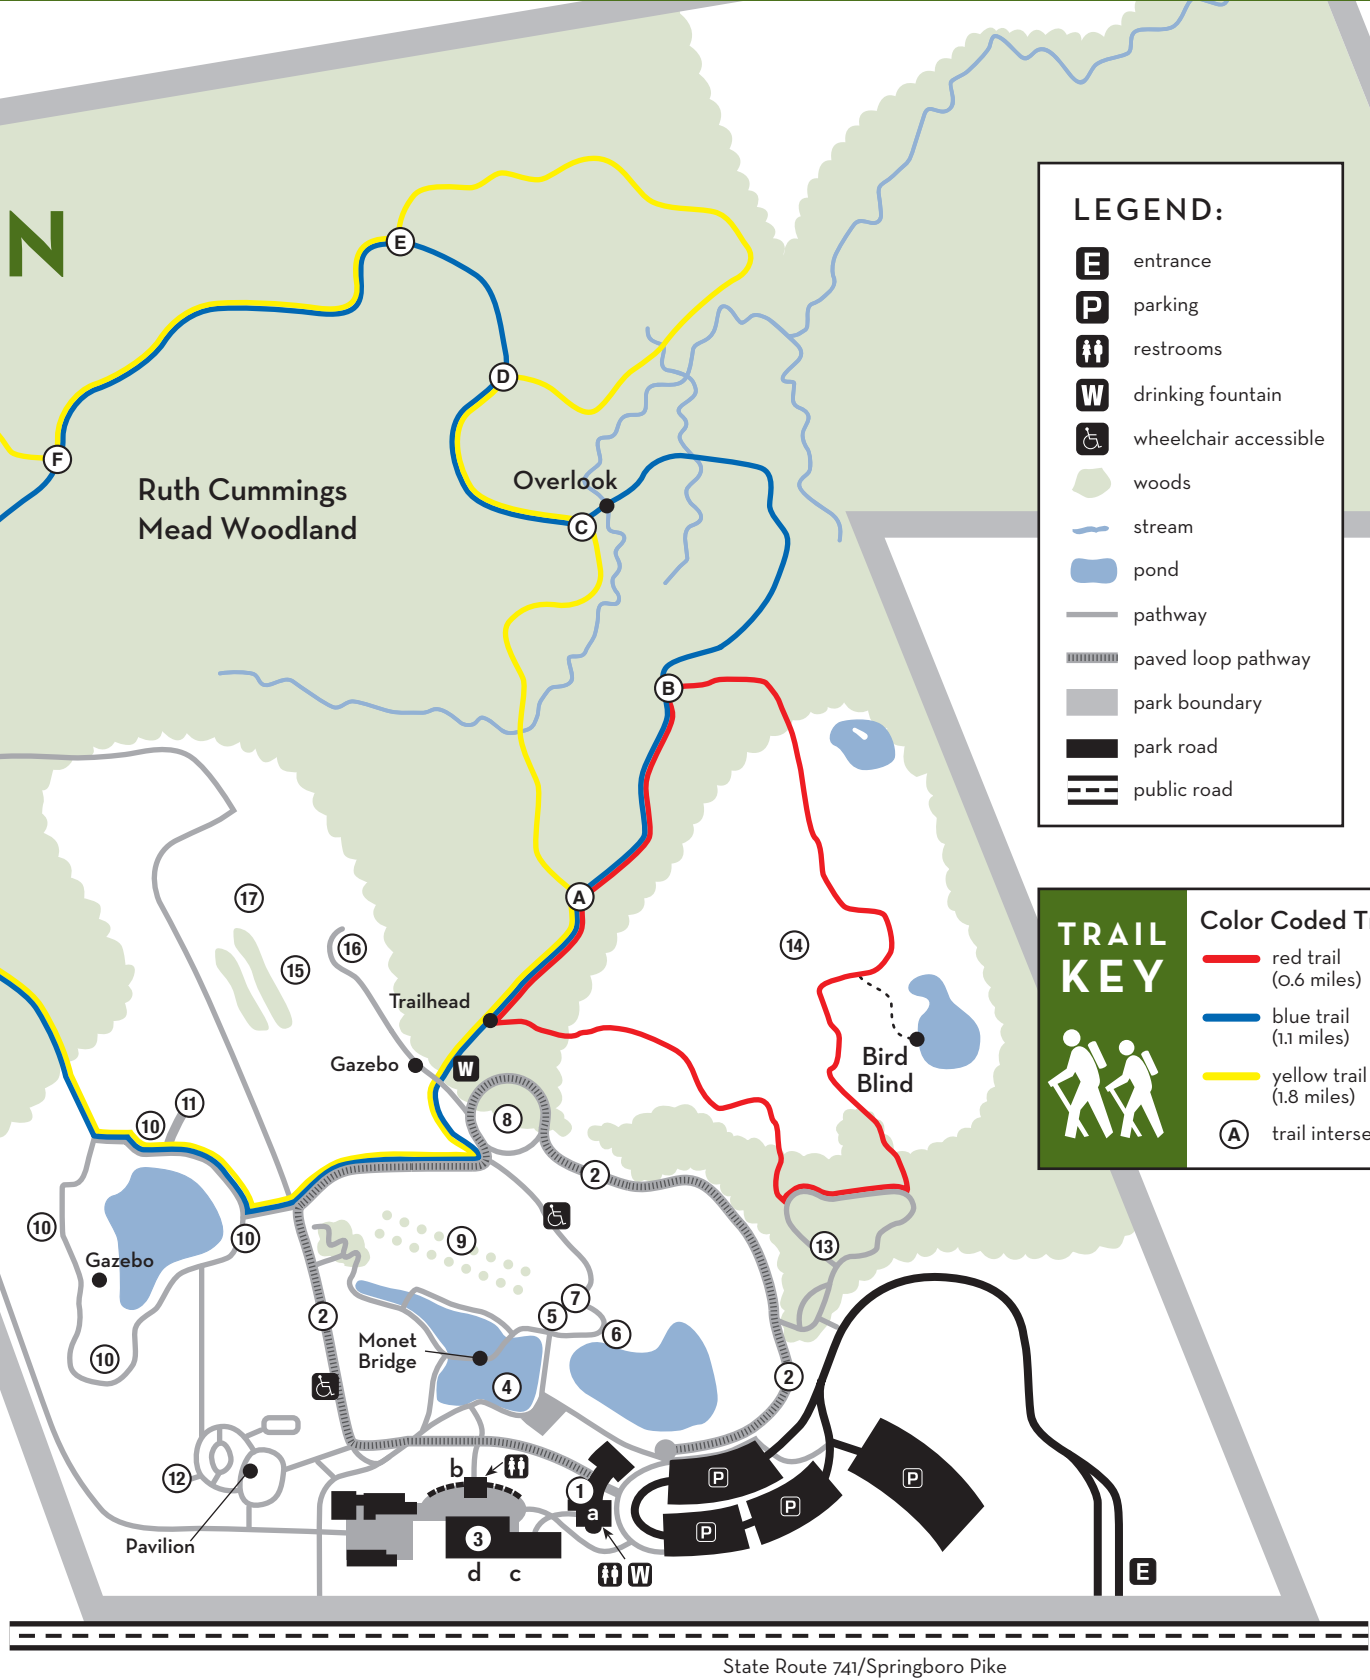 N
LEGEND:
E entrance
P parking
restrooms
W drinking fountain
wheelchair accessible
woods
stream
pond
pathway
paved loop pathway
park boundary
park road
public road
E
D
F
Ruth Cummings
Mead Woodland
Overlook
C
B
A
TRAIL
KEY
Color Coded T
red trail
(0.6 miles)
blue trail
(1.1 miles)
yellow trail
(1.8 miles)
A trail interse
17
16
15
14
Trailhead
Gazebo
W
Bird
Blind
8
11
10
2
10
10
Gazebo
9
13
7
5
6
2
Monet
Bridge
10
4
2
12
b
1
a
P
P
P
P
3
Pavilion
d c
W
E
State Route 741/Springboro Pike